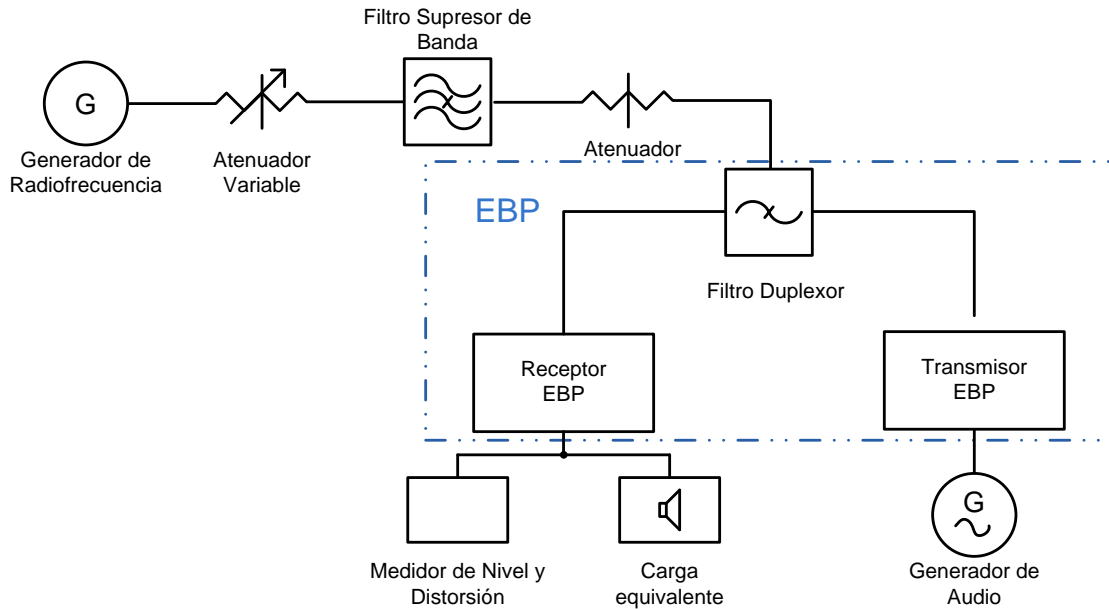 Filtro Supresor de
Banda
G
Generador de
Radiofrecuencia
Atenuador
Variable
Atenuador
EBP
Filtro Duplexor
Receptor
EBP
Transmisor
EBP
G
Medidor de Nivel y
Distorsión
Carga
equivalente
Generador de
Audio